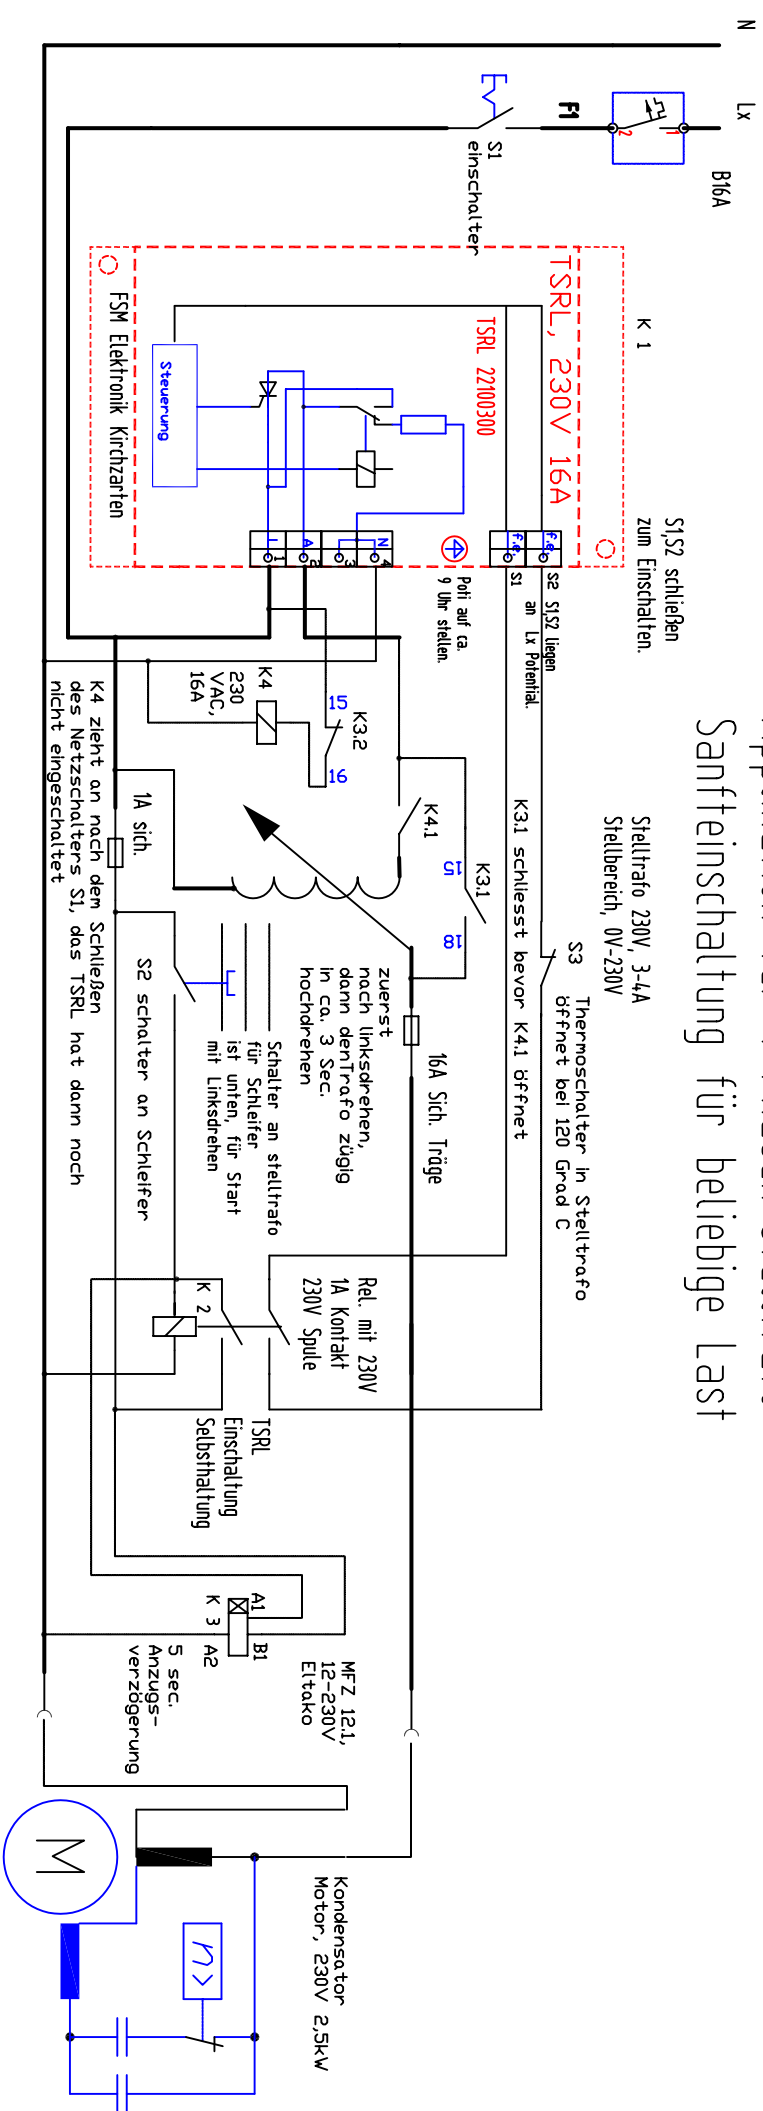 Sanfteinschaltung für beliebige Last
N
Lx
B16A
F1
1
2
S1
einschalter
K 1
TSRL, 230V 16A
TSRL 22100300
Steuerung
FSM Elektronik Kirchzarten
S1,S2 schließen
zum Einschalten.
L
A
N
1
2
3
4
f.e.
f.e.
S1
S2
S1,S2 liegen
an Lx Potential.
Poti auf ca.
9 Uhr stellen.
Stelltrafo 230V, 3-4A
Stellbereich, 0V-230V
K4
230
VAC,
16A
15
16
K3.2
K4.1
K3.1
15
18
K3.1 schliesst bevor K4.1 öffnet
S3
Thermoschalter in Stelltrafo
öffnet bei 120 Grad C
1A sich.
K4 zieht an nach dem Schließen
des Netzschalters S1, das TSRL hat dann noch
nicht eingeschaltet
S2 schalter an Schleifer
zuerst
nach linksdrehen,
dann denTrafo zügig
in ca. 3 Sec.
hochdrehen
Schalter an stelltrafo
für Schleifer
ist unten, für Start
mit Linksdrehen
16A Sich. Träge
Rel. mit 230V
1A Kontakt
230V Spule
K 2
TSRL
Einschaltung
Selbsthaltung
A1
K 3
B1
A2
MFZ 12.1,
12-230V
Eltako
5 sec.
Anzugs-
verzögerung
M
n>
Kondensator
Motor, 230V 2,5kW